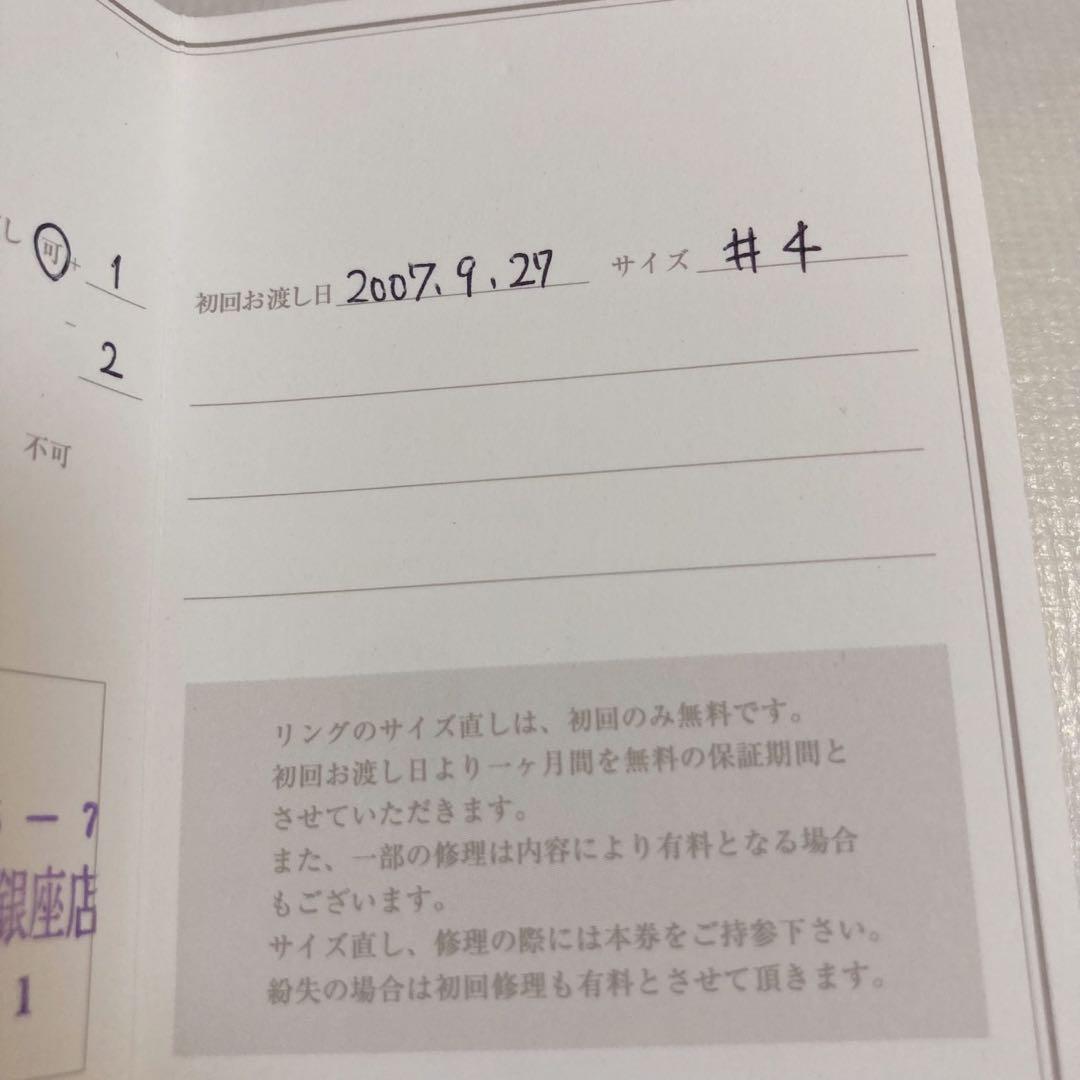 し 可 + 1
- 2
不可
初回お渡し日 2007.9.27 サイズ #4
リングのサイズ直しは、初回のみ無料です。
初回お渡し日より一ヶ月間を無料の保証期間と
させていただきます。
また、一部の修理は内容により有料となる場合
もございます。
サイズ直し、修理の際には本券をご持参下さい。
紛失の場合は初回修理も有料とさせて頂きます。
－7
銀座店
1